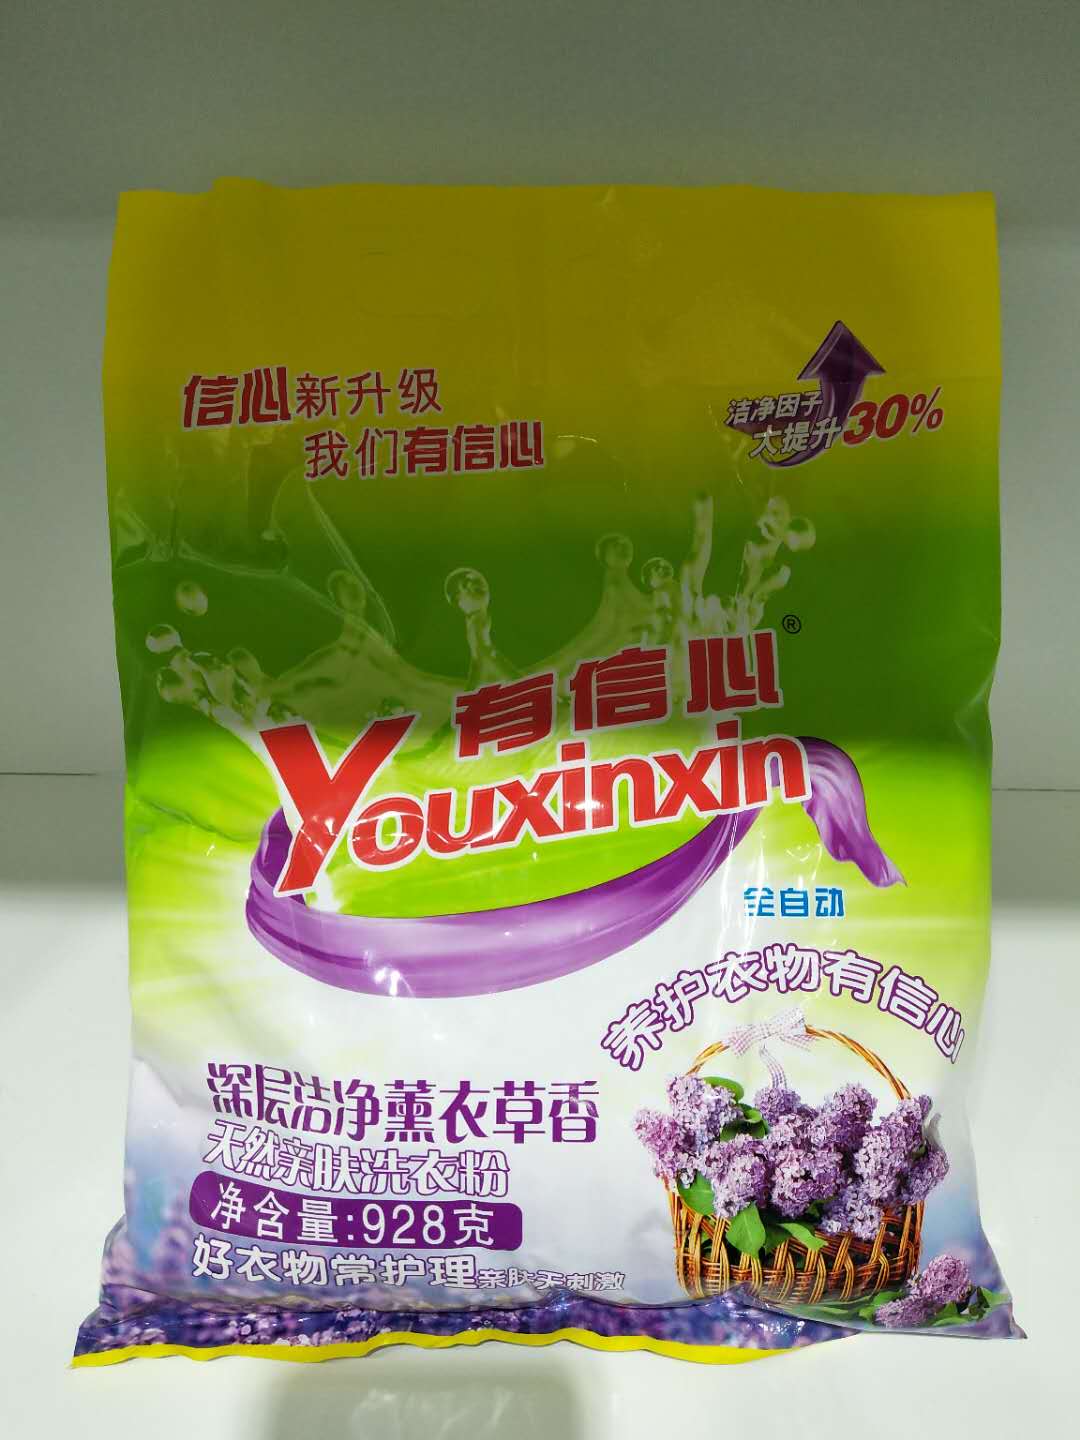 信心新升级
我们有信心
洁净因子
大提升30%
有信心®
Youxinxin
全自动
养护衣物有信心
深层洁净薰衣草香
天然亲肤洗衣粉
净含量:928克
好衣物常护理亲肤无刺激